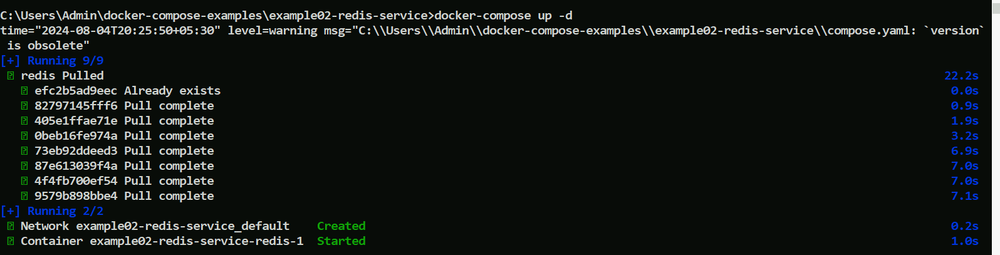 C:\Users\Admin\docker-compose-examples\example02-redis-service>docker-compose up -d
time="2024-08-04T20:25:50+05:30" level=warning msg="C:\\Users\\Admin\\docker-compose-examples\\example02-redis-service\\compose.yaml: `version`
is obsolete"
[+] Running 9/9
redis Pulled 22.2s
efc2b5ad9eec Already exists 0.0s
82797145fff6 Pull complete 0.9s
405e1ffae71e Pull complete 1.9s
0beb16fe974a Pull complete 3.2s
73eb92ddeed3 Pull complete 6.9s
87e613039f4a Pull complete 7.0s
4f4fb700ef54 Pull complete 7.0s
9579b898bbe4 Pull complete 7.1s
[+] Running 2/2
Network example02-redis-service_default Created 0.2s
Container example02-redis-service-redis-1 Started 1.0s